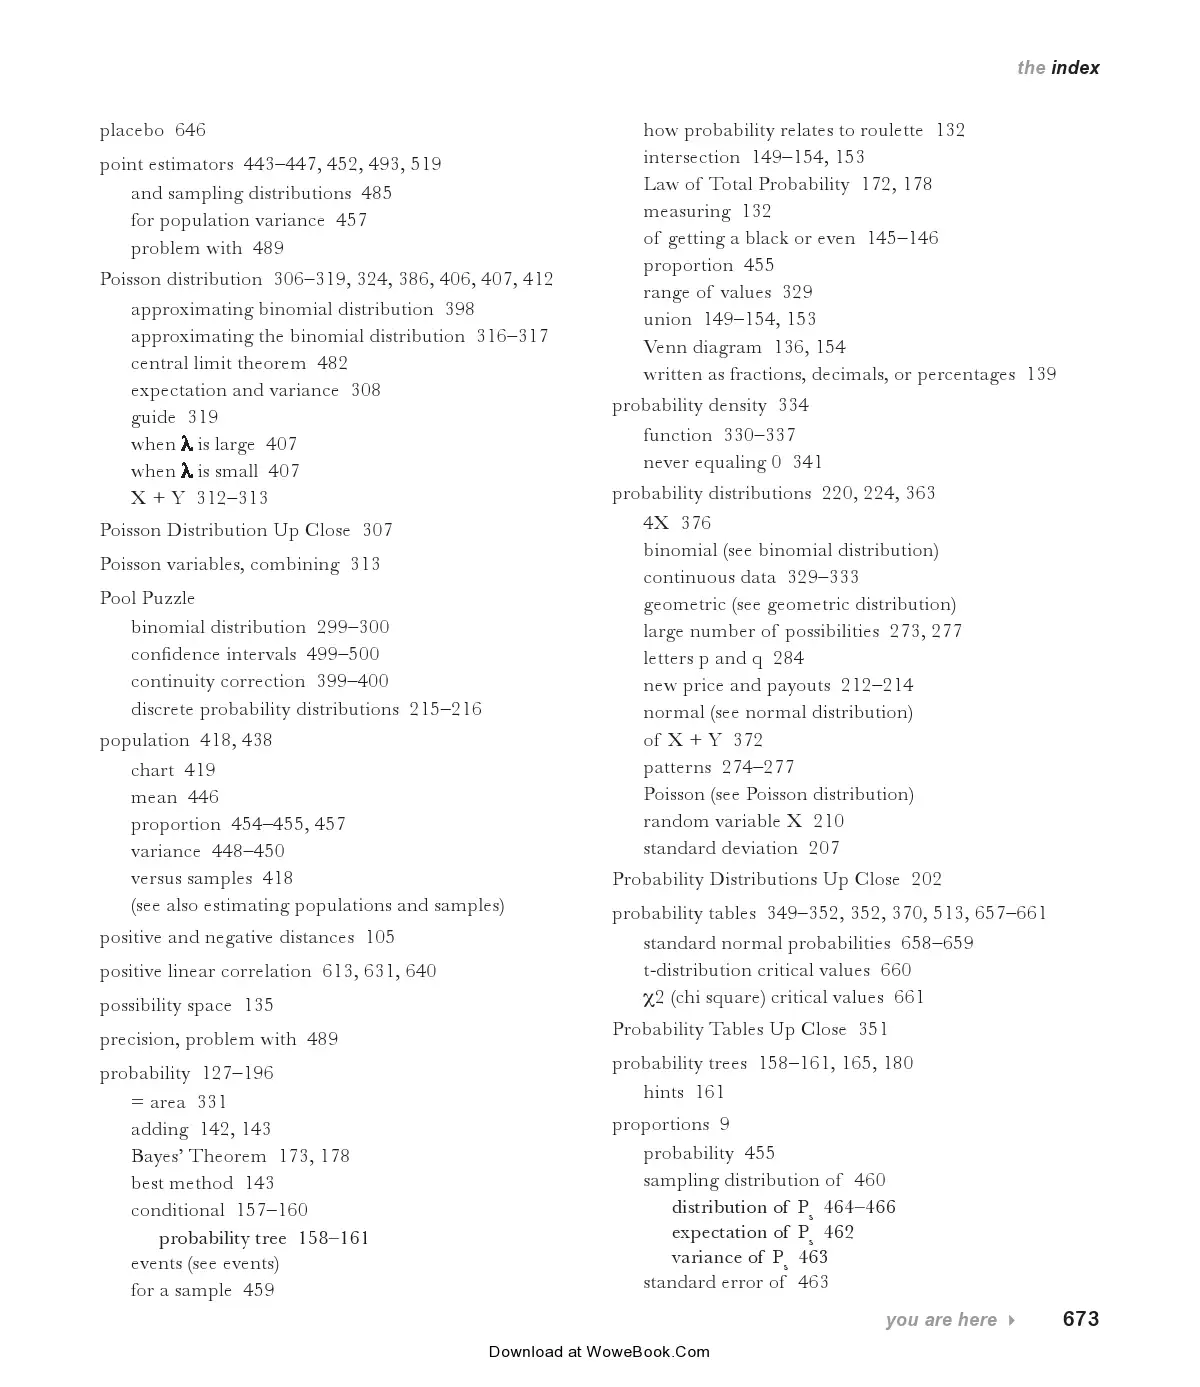 the index
placebo 646
point estimators 443–447, 452, 493, 519
and sampling distributions 485
for population variance 457
problem with 489
Poisson distribution 306–319, 324, 386, 406, 407, 412
approximating binomial distribution 398
approximating the binomial distribution 316–317
central limit theorem 482
expectation and variance 308
guide 319
when λ is large 407
when λ is small 407
X + Y 312–313
Poisson Distribution Up Close 307
Poisson variables, combining 313
Pool Puzzle
binomial distribution 299–300
confidence intervals 499–500
continuity correction 399–400
discrete probability distributions 215–216
population 418, 438
chart 419
mean 446
proportion 454–455, 457
variance 448–450
versus samples 418
(see also estimating populations and samples)
positive and negative distances 105
positive linear correlation 613, 631, 640
possibility space 135
precision, problem with 489
probability 127–196
= area 331
adding 142, 143
Bayes’ Theorem 173, 178
best method 143
conditional 157–160
probability tree 158–161
events (see events)
for a sample 459
how probability relates to roulette 132
intersection 149–154, 153
Law of Total Probability 172, 178
measuring 132
of getting a black or even 145–146
proportion 455
range of values 329
union 149–154, 153
Venn diagram 136, 154
written as fractions, decimals, or percentages 139
probability density 334
function 330–337
never equaling 0 341
probability distributions 220, 224, 363
4X 376
binomial (see binomial distribution)
continuous data 329–333
geometric (see geometric distribution)
large number of possibilities 273, 277
letters p and q 284
new price and payouts 212–214
normal (see normal distribution)
of X + Y 372
patterns 274–277
Poisson (see Poisson distribution)
random variable X 210
standard deviation 207
Probability Distributions Up Close 202
probability tables 349–352, 352, 370, 513, 657–661
standard normal probabilities 658–659
t-distribution critical values 660
χ2 (chi square) critical values 661
Probability Tables Up Close 351
probability trees 158–161, 165, 180
hints 161
proportions 9
probability 455
sampling distribution of 460
distribution of Ps 464–466
expectation of Ps 462
variance of Ps 463
standard error of 463
you are here 673
Download at WoweBook.Com